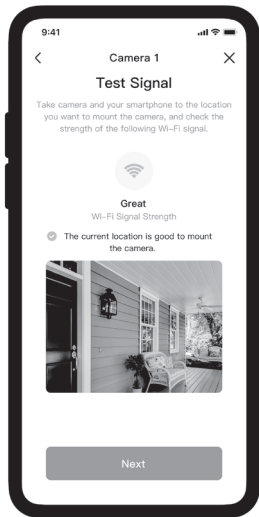 9:41
Camera 1
Test Signal
Take camera and your smartphone to the location
you want to mount the camera, and check the
strength of the following Wi-Fi signal.
Great
Wi-Fi Signal Strength
The current location is good to mount
the camera.
Next